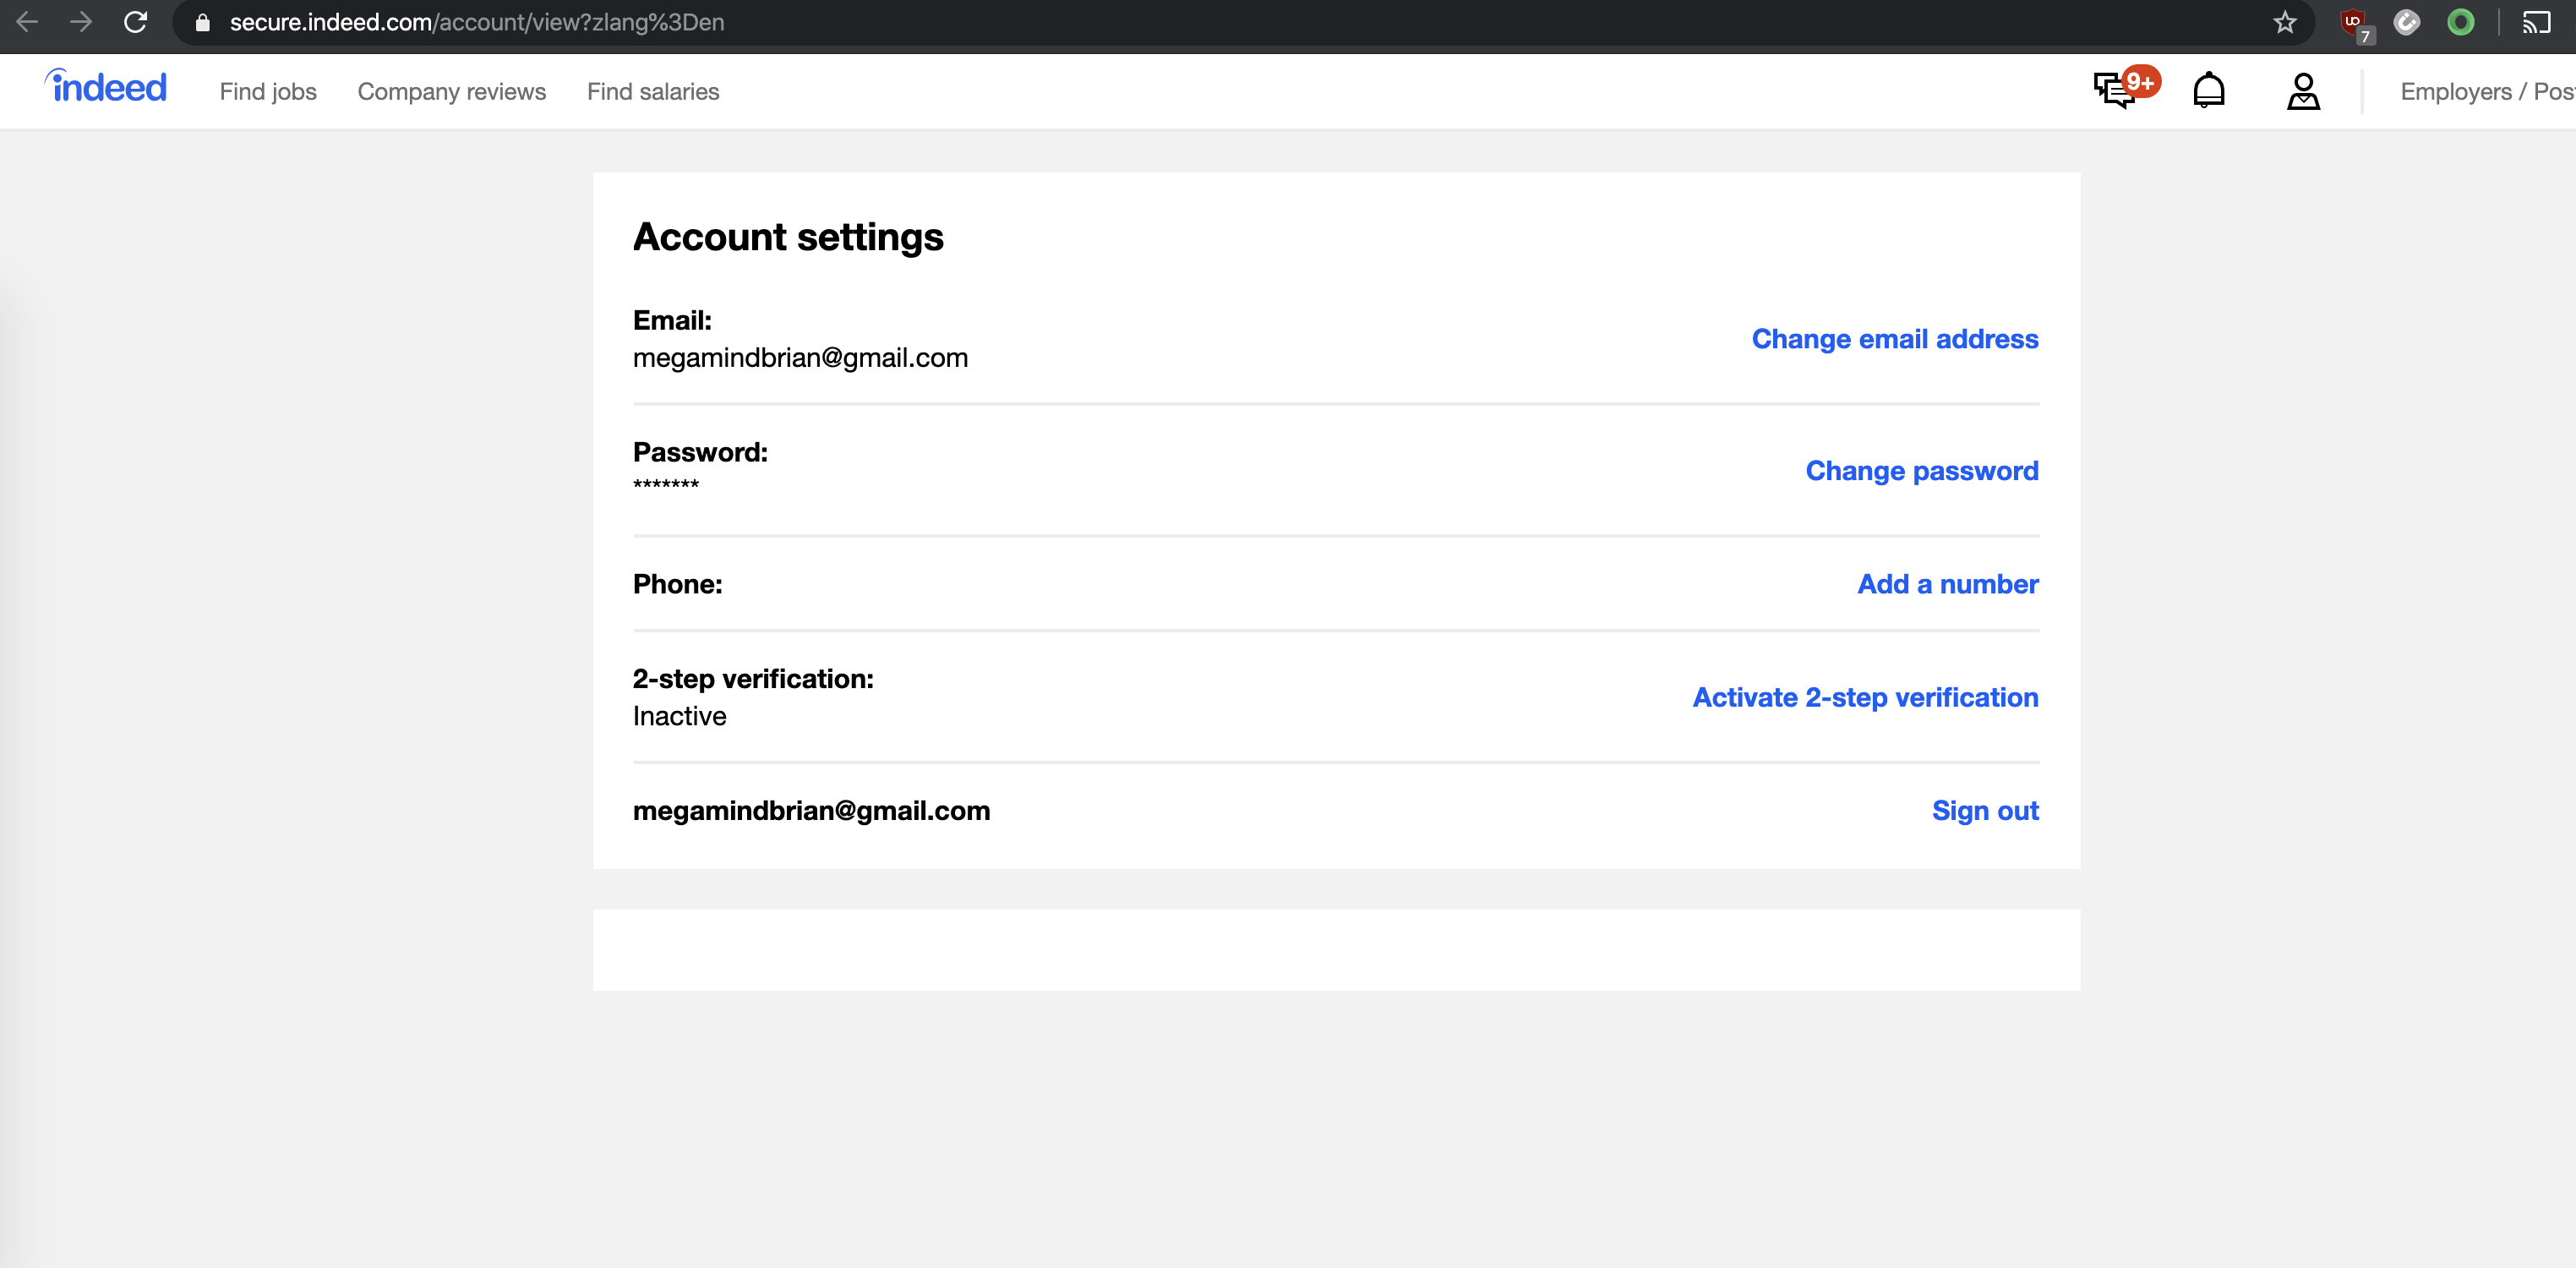 secure.indeed.com/account/view?zlang%3Den
7
indeed
Find jobs
Company reviews
Find salaries
9+
Employers / Pos
Account settings
Email:
megamindbrian@gmail.com
Change email address
Password:
*******
Change password
Phone:
Add a number
2-step verification:
Inactive
Activate 2-step verification
megamindbrian@gmail.com
Sign out